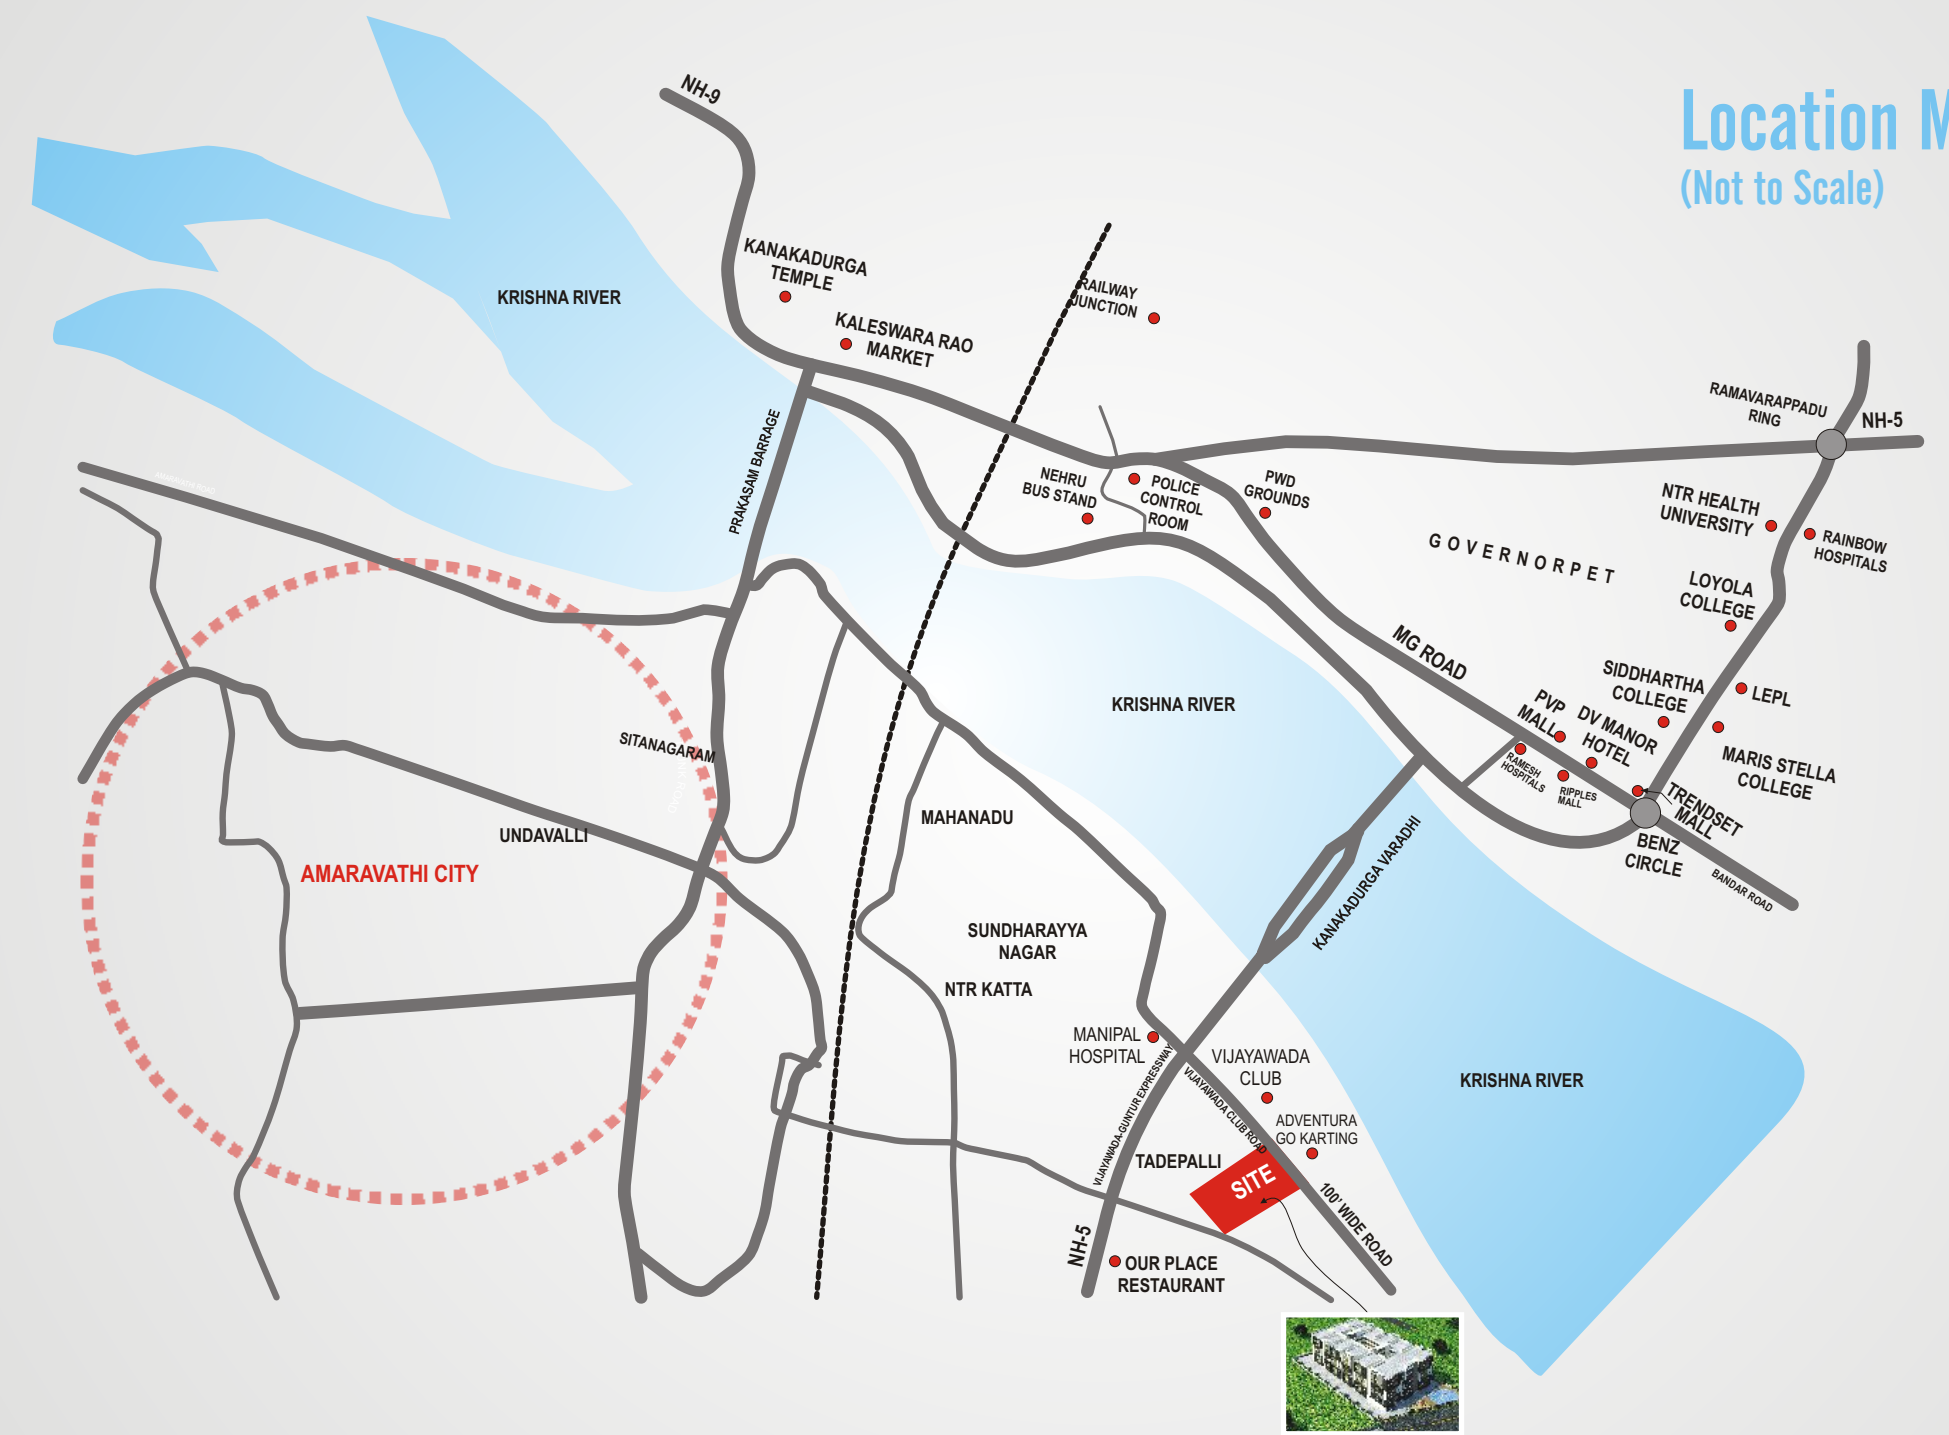 Location M
(Not to Scale)
NH-9
KANAKADURGA
TEMPLE
KALESWARA RAO
MARKET
RAILWAY
JUNCTION
KRISHNA RIVER
PRAKASAM BARRAGE
AMARAVATHI ROAD
NEHRU
BUS STAND
POLICE
CONTROL
ROOM
PWD
GROUNDS
RAMAVARAPPADU
RING
NH-5
NTR HEALTH
UNIVERSITY
RAINBOW
HOSPITALS
GOVERNORPET
LOYOLA
COLLEGE
MG ROAD
SIDDHARTHA
COLLEGE
LEPL
PVP
MALL
DV MANOR
HOTEL
MARIS STELLA
COLLEGE
RAMESH
HOSPITALS
RIPPLES
MALL
TRENDSET
MALL
BENZ
CIRCLE
BANDAR ROAD
KRISHNA RIVER
SITANAGARAM
UNDAVALLI
AMARAVATHI CITY
MAHANADU
KANAKADURGA VARADHI
SUNDHARAYYA
NAGAR
NTR KATTA
MANIPAL
HOSPITAL
VIJAYAWADA
CLUB
VIJAYAWADA-GUNTUR EXPRESSWAY
VIJAYAWADA CLUB ROAD
ADVENTURA
GO KARTING
KRISHNA RIVER
TADEPALLI
SITE
100' WIDE ROAD
NH-5
OUR PLACE
RESTAURANT